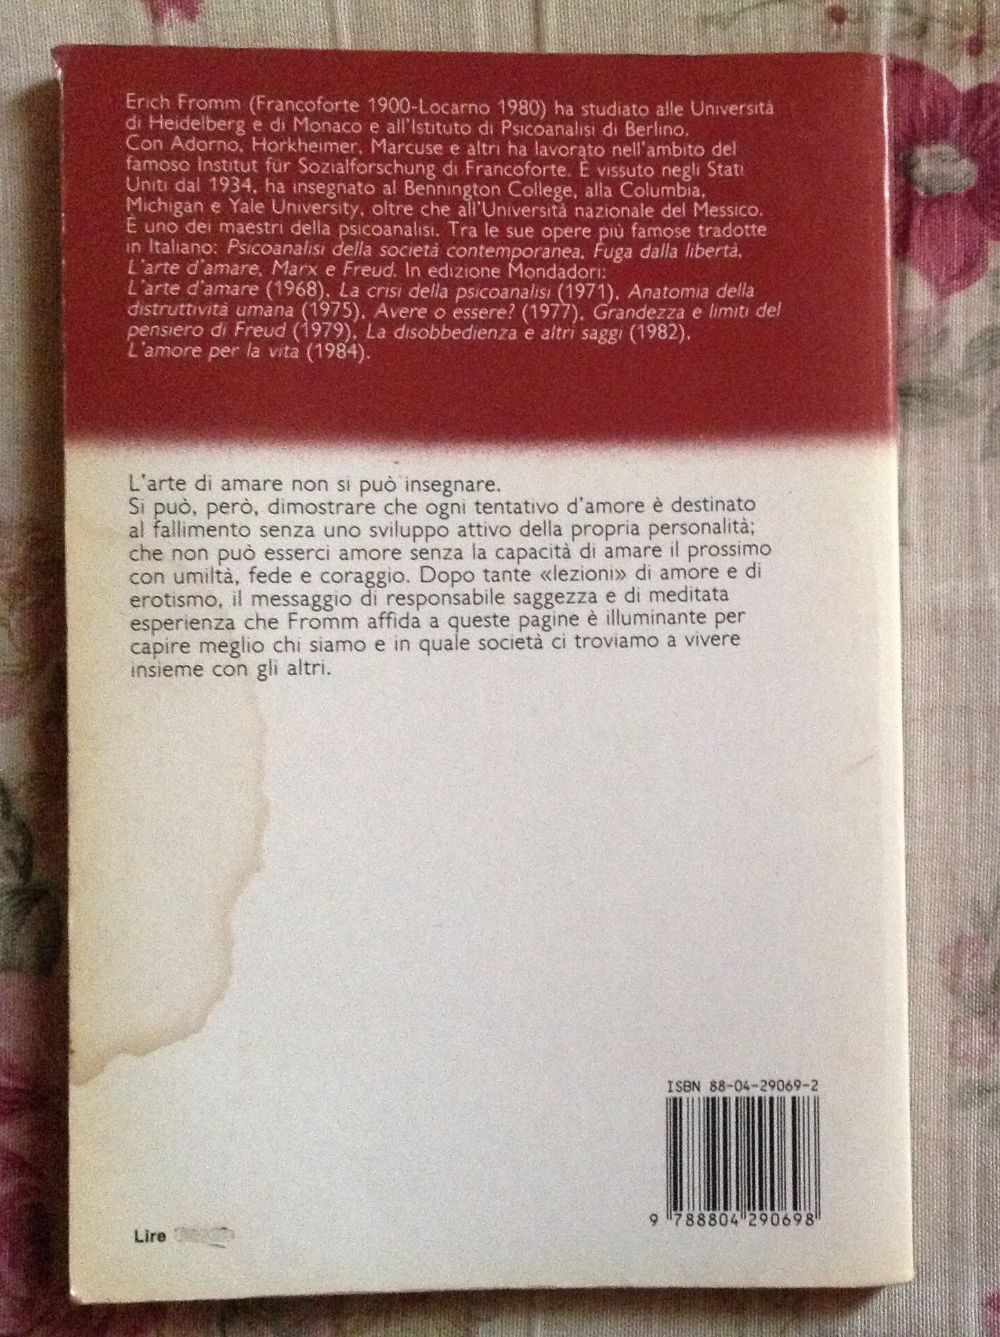 Erich Fromm (Francoforte 1900-Locarno 1980) ha studiato alle Università
di Heidelberg e di Monaco e all'Istituto di Psicoanalisi di Berlino.
Con Adorno, Horkheimer, Marcuse e altri ha lavorato nell'ambito del
famoso Institut für Sozialforschung di Francoforte. È vissuto negli Stati
Uniti dal 1934, ha insegnato al Bennington College, alla Columbia,
Michigan e Yale University, oltre che all'Università nazionale del Messico.
È uno dei maestri della psicoanalisi. Tra le sue opere più famose tradotte
in Italiano: Psicoanalisi della società contemporanea, Fuga dalla libertà,
L'arte d'amare, Marx e Freud. In edizione Mondadori:
L'arte d'amare (1968), La crisi della psicoanalisi (1971), Anatomia della
distruttività umana (1975), Avere o essere? (1977), Grandezza e limiti del
pensiero di Freud (1979), La disobbedienza e altri saggi (1982),
L'amore per la vita (1984).
L'arte di amare non si può insegnare.
Si può, però, dimostrare che ogni tentativo d'amore è destinato
al fallimento senza uno sviluppo attivo della propria personalità;
che non può esserci amore senza la capacità di amare il prossimo
con umiltà, fede e coraggio. Dopo tante «lezioni» di amore e di
erotismo, il messaggio di responsabile saggezza e di meditata
esperienza che Fromm affida a queste pagine è illuminante per
capire meglio chi siamo e in quale società ci troviamo a vivere
insieme con gli altri.
ISBN 88-04-29069-2
9 788804 290698
Lire